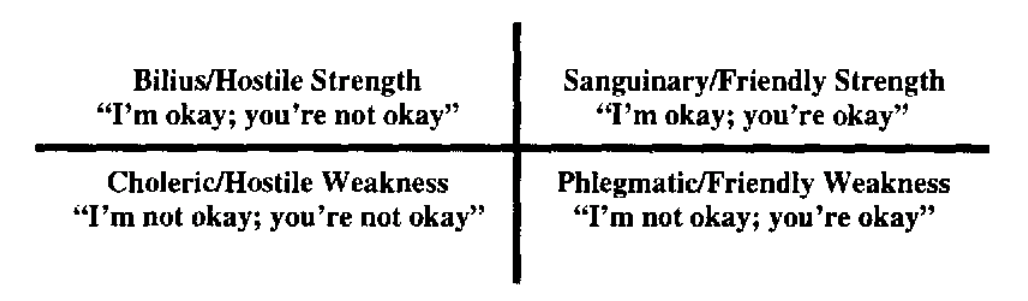 Bilius/Hostile Strength
"I'm okay; you're not okay"
Sanguinary/Friendly Strength
"I'm okay; you're okay"
Choleric/Hostile Weakness
"I'm not okay; you're not okay"
Phlegmatic/Friendly Weakness
"I'm not okay; you're okay"